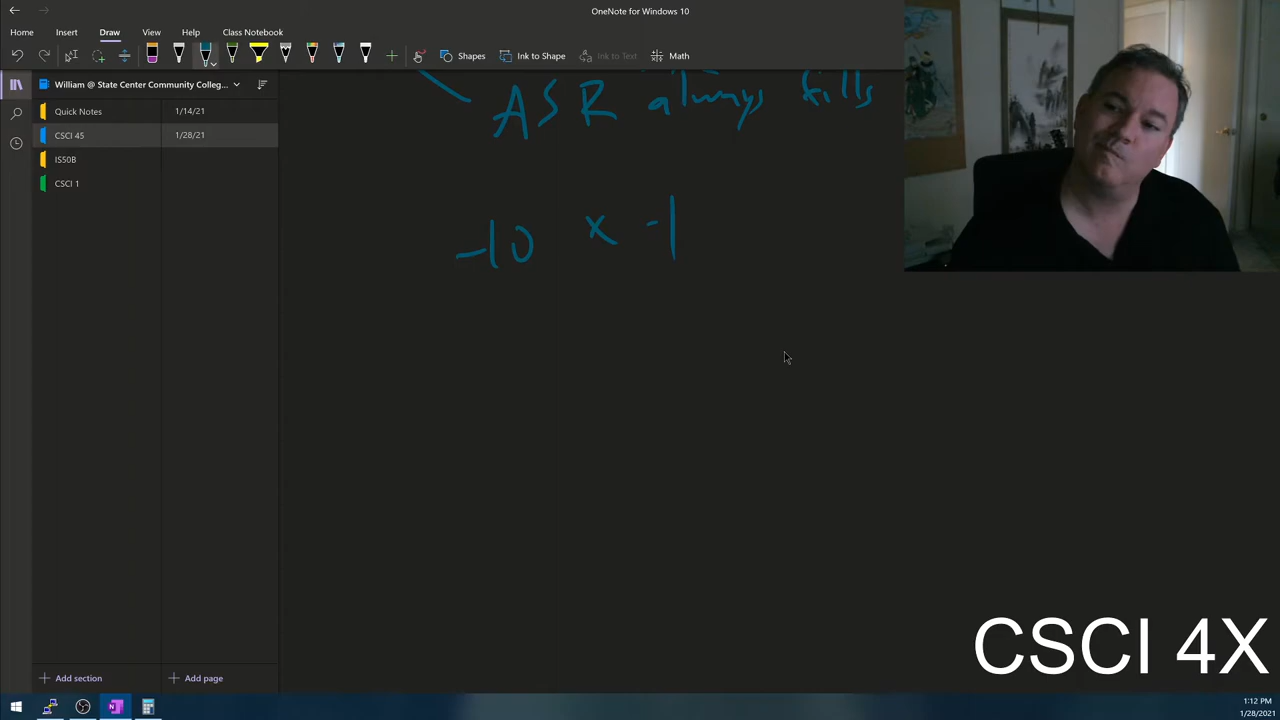 OneNote for Windows 10
Home Insert Draw View Help Class Notebook
Shapes Ink to Shape Ink to Text Math
William @ State Center Community Colleg...
Quick Notes 1/14/21
CSCI 45 1/28/21
IS50B
CSCI 1
ASR always fills
-10 x -1
CSCI 4X
Add section Add page
1:12 PM
1/28/2021